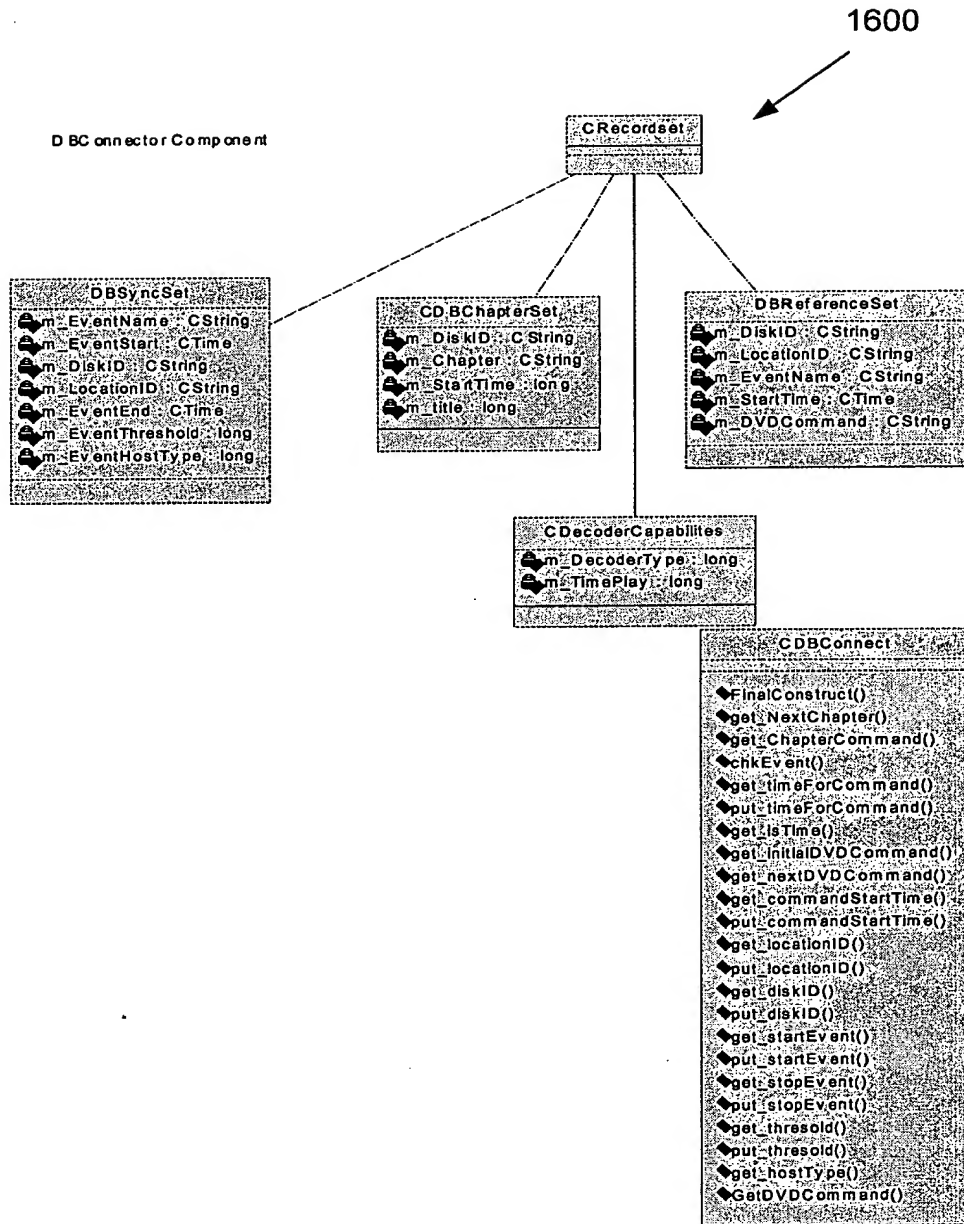 1600
DBConnector Component
CRecordset
DBSyncSet
m_EventName : CString
m_EventStart : CTime
m_DiskID : CString
m_LocationID : CString
m_EventEnd : CTime
m_EventThreshold : long
m_EventHostType : long
CDBChapterSet
m_DiskID : CString
m_Chapter : CString
m_StartTime : long
m_title : long
DBReferenceSet
m_DiskID : CString
m_LocationID : CString
m_EventName : CString
m_StartTime : CTime
m_DVDCommand : CString
CDecoderCapabilites
m_DecoderType : long
m_TimePlay : long
CDBConnect
FinalConstruct()
get_NextChapter()
get_ChapterCommand()
chkEvent()
get_timeForCommand()
put_timeForCommand()
get_isTime()
get_initialDVDCommand()
get_nextDVDCommand()
get_commandStartTime()
put_commandStartTime()
get_locationID()
put_locationID()
get_diskID()
put_diskID()
get_startEvent()
put_startEvent()
get_stopEvent()
put_stopEvent()
get_thresold()
put_thresold()
get_hostType()
GetDVDCommand()